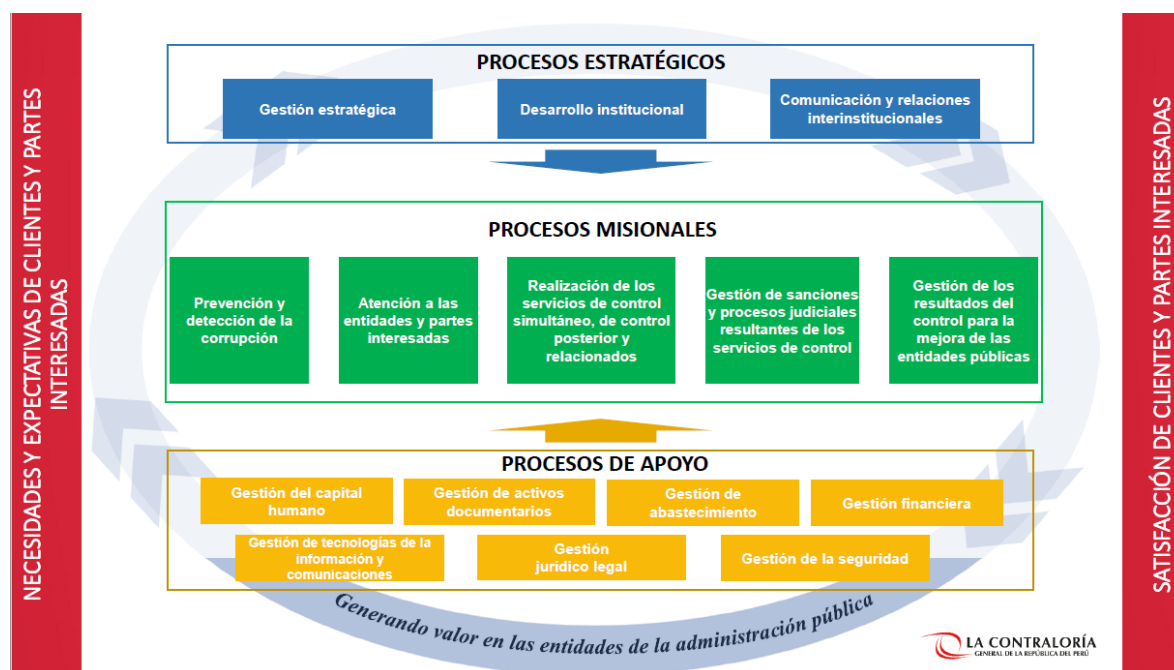 NECESIDADES Y EXPECTATIVAS DE CLIENTES Y PARTES
INTERESADAS
PROCESOS ESTRATÉGICOS
Gestión estratégica
Desarrollo institucional
Comunicación y relaciones
interinstitucionales
PROCESOS MISIONALES
Prevención y
detección de la
corrupción
Atención a las
entidades y partes
interesadas
Realización de los
servicios de control
simultáneo, de control
posterior y
relacionados
Gestión de sanciones
y procesos judiciales
resultantes de los
servicios de control
Gestión de los
resultados del
control para la
mejora de las
entidades públicas
PROCESOS DE APOYO
Gestión del capital
humano
Gestión de activos
documentarios
Gestión de
abastecimiento
Gestión financiera
Gestión de tecnologías de la
información y
comunicaciones
Gestión
jurídico legal
Gestión de la seguridad
Generando valor en las entidades de la administración pública
LA CONTRALORÍA
GENERAL DE LA REPÚBLICA DEL PERÚ
SATISFACCIÓN DE CLIENTES Y PARTES INTERESADAS